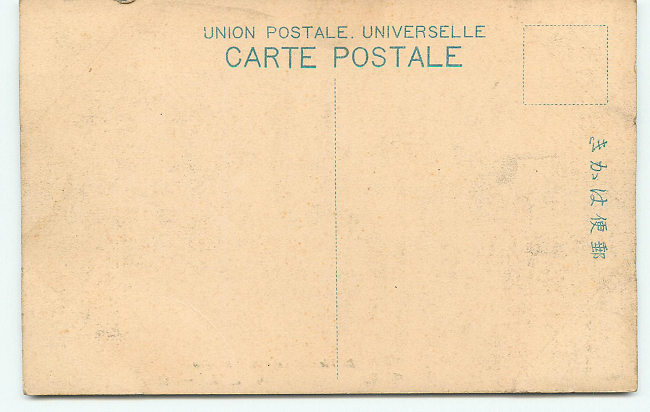 UNION POSTALE. UNIVERSELLE
CARTE POSTALE
きかは便郵